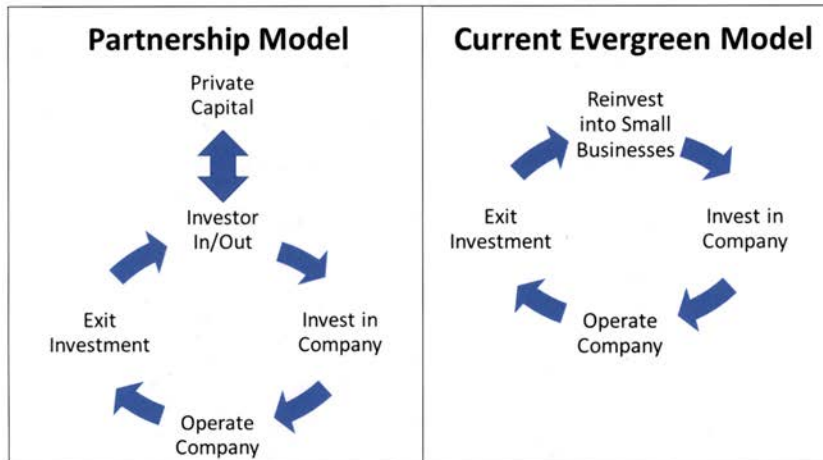 Partnership Model
Private
Capital
Investor
In/Out
Invest in
Company
Operate
Company
Exit
Investment
Current Evergreen Model
Reinvest
into Small
Businesses
Invest in
Company
Operate
Company
Exit
Investment